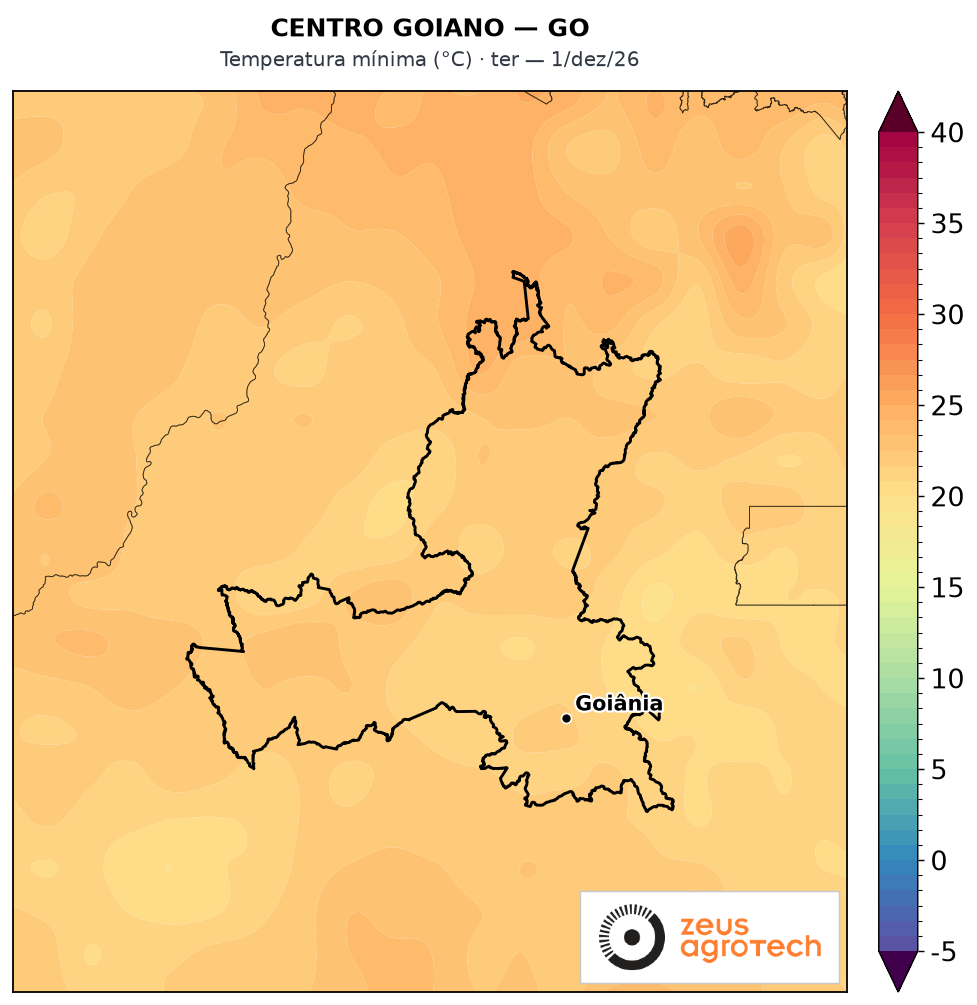 CENTRO GOIANO — GO
Temperatura mínima (°C) · ter — 1/dez/26
40
35
30
25
20
15
10
5
0
-5
Goiânia
zeus
agrotech